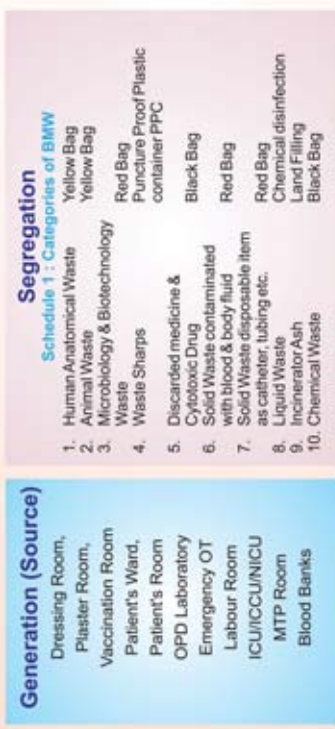 Generation (Source)
Dressing Room,
Plaster Room,
Vaccination Room
Patient's Ward,
Patient's Room
OPD Laboratory
Emergency OT
Labour Room
ICU/ICCU/NICU
MTP Room
Blood Banks
Segregation
Schedule 1 : Categories of BMW
1. Human Anatomical Waste Yellow Bag
2. Animal Waste Yellow Bag
3. Microbiology & Biotechnology
Waste Red Bag
4. Waste Sharps Puncture Proof Plastic
container PPC
5. Discarded medicine &
Cytotoxic Drug Black Bag
6. Solid Waste contaminated
with blood & body fluid Red Bag
7. Solid Waste disposable item
as catheter, tubing etc. Red Bag
8. Liquid Waste Chemical disinfection
9. Incinerator Ash Land Filling
10. Chemical Waste Black Bag